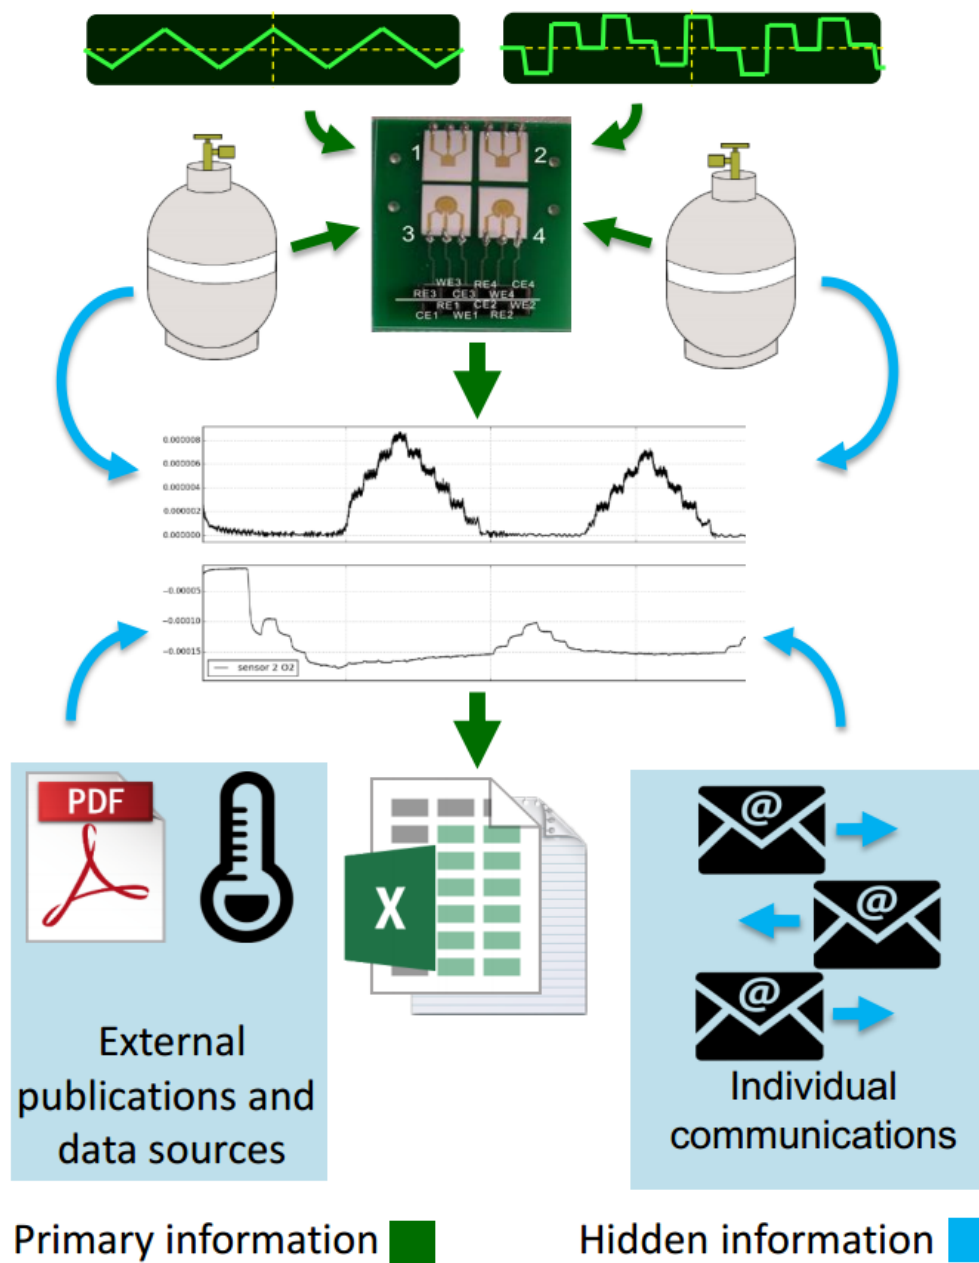 1
2
3
4
WE3 RE4 CE4
RE3 CE3 WE4
RE1 CE2 WE2
CE1 WE1 RE2
0.000008
0.000006
0.000004
0.000002
0.000000
−0.00005
−0.00010
−0.00015
sensor 2 O2
PDF
X
@
@
@
External
publications and
data sources
Individual
communications
Primary information
Hidden information